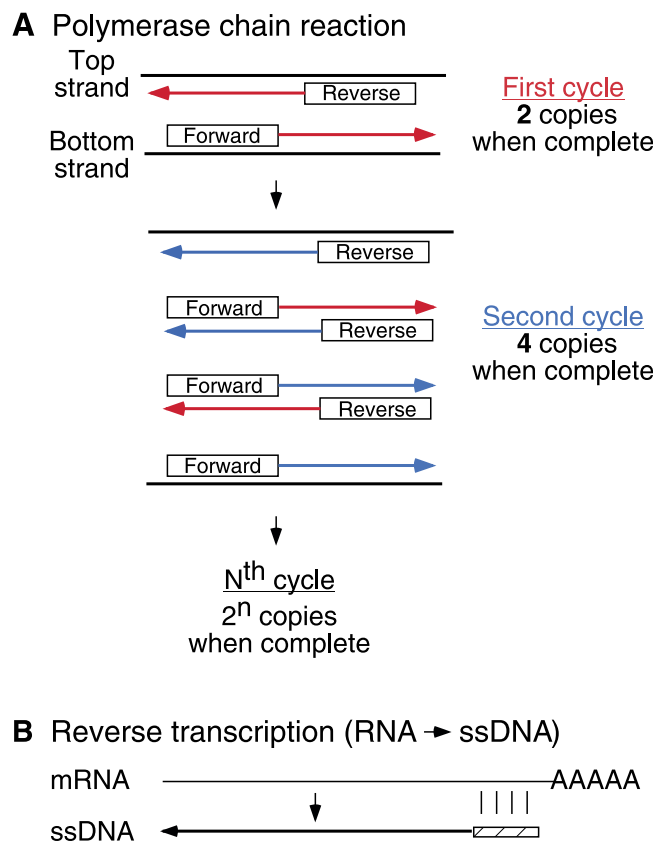 A Polymerase chain reaction
Top
strand
Reverse
First cycle
2 copies
when complete
Forward
Bottom
strand
Reverse
Forward
Reverse
Second cycle
4 copies
when complete
Forward
Reverse
Forward
Nth cycle
2n copies
when complete
B Reverse transcription (RNA → ssDNA)
mRNA AAAAA
ssDNA